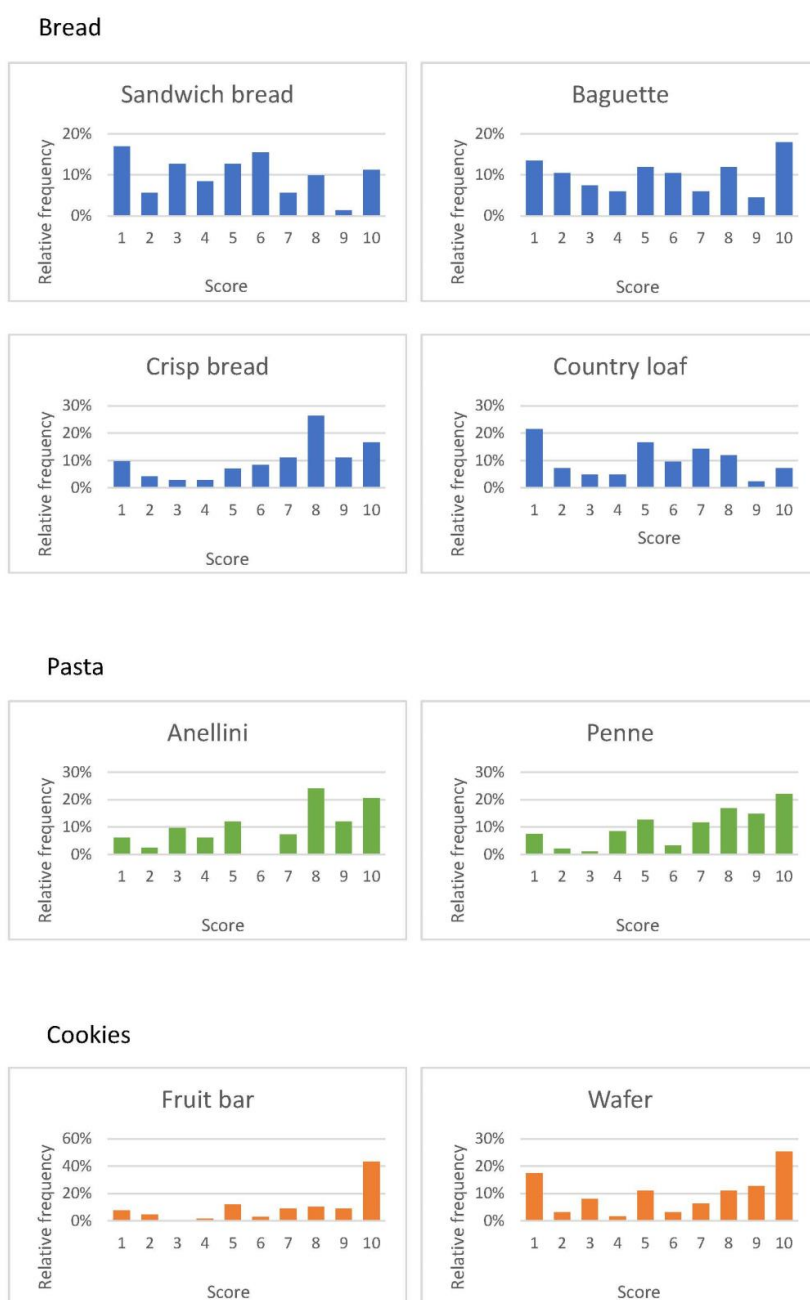 Bread
Sandwich bread
Relative frequency
20%
10%
0%
1 2 3 4 5 6 7 8 9 10
Score
Baguette
Relative frequency
20%
10%
0%
1 2 3 4 5 6 7 8 9 10
Score
Crisp bread
Relative frequency
30%
20%
10%
0%
1 2 3 4 5 6 7 8 9 10
Score
Country loaf
Relative frequency
30%
20%
10%
0%
1 2 3 4 5 6 7 8 9 10
Score
Pasta
Anellini
Relative frequency
30%
20%
10%
0%
1 2 3 4 5 6 7 8 9 10
Score
Penne
Relative frequency
30%
20%
10%
0%
1 2 3 4 5 6 7 8 9 10
Score
Cookies
Fruit bar
Relative frequency
60%
40%
20%
0%
1 2 3 4 5 6 7 8 9 10
Score
Wafer
Relative frequency
30%
20%
10%
0%
1 2 3 4 5 6 7 8 9 10
Score